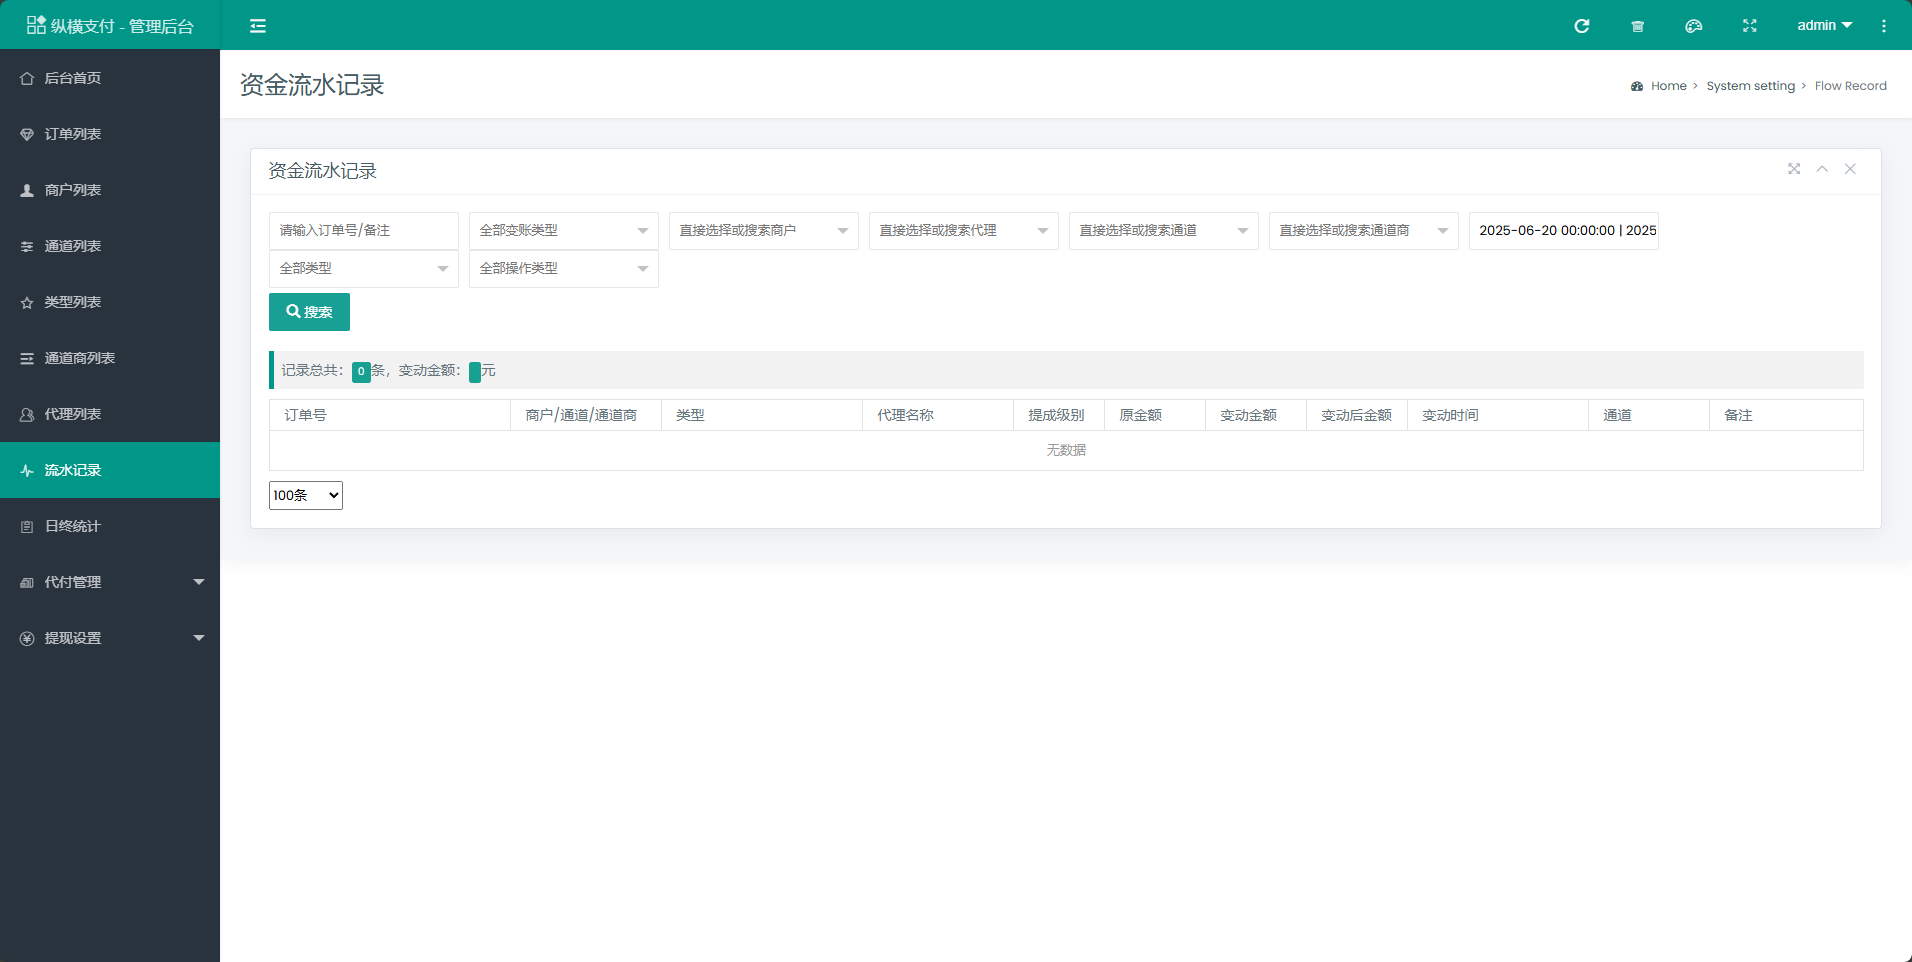 纵横支付 - 管理后台
admin
后台首页
订单列表
商户列表
通道列表
类型列表
通道商列表
代理列表
流水记录
日终统计
代付管理
提现设置
资金流水记录
Home > System setting > Flow Record
资金流水记录
请输入订单号/备注 全部变账类型 直接选择或搜索商户 直接选择或搜索代理 直接选择或搜索通道 直接选择或搜索通道商 2025-06-20 00:00:00 | 2025
全部类型 全部操作类型
搜索
记录总共：0条，变动金额：元
订单号 商户/通道/通道商 类型 代理名称 提成级别 原金额 变动金额 变动后金额 变动时间 通道 备注
无数据
100条